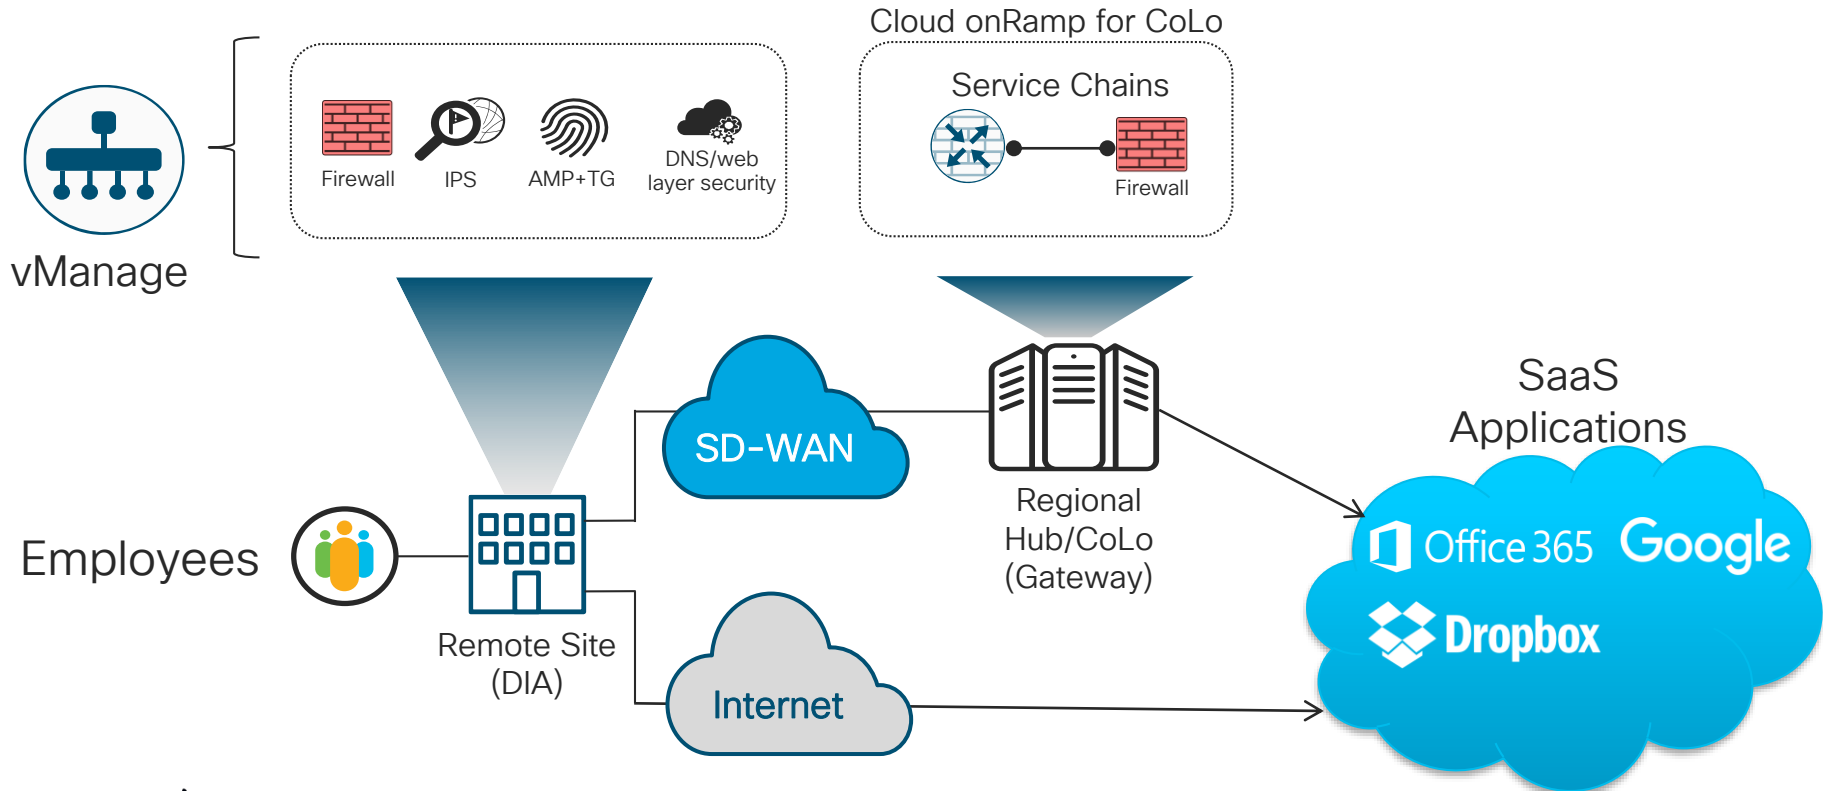 Cloud onRamp for CoLo
Service Chains
Firewall
IPS
AMP+TG
DNS/web
layer security
Firewall
vManage
SD-WAN
SaaS
Applications
Regional
Hub/CoLo
(Gateway)
Office 365
Google
Employees
Dropbox
Remote Site
(DIA)
Internet